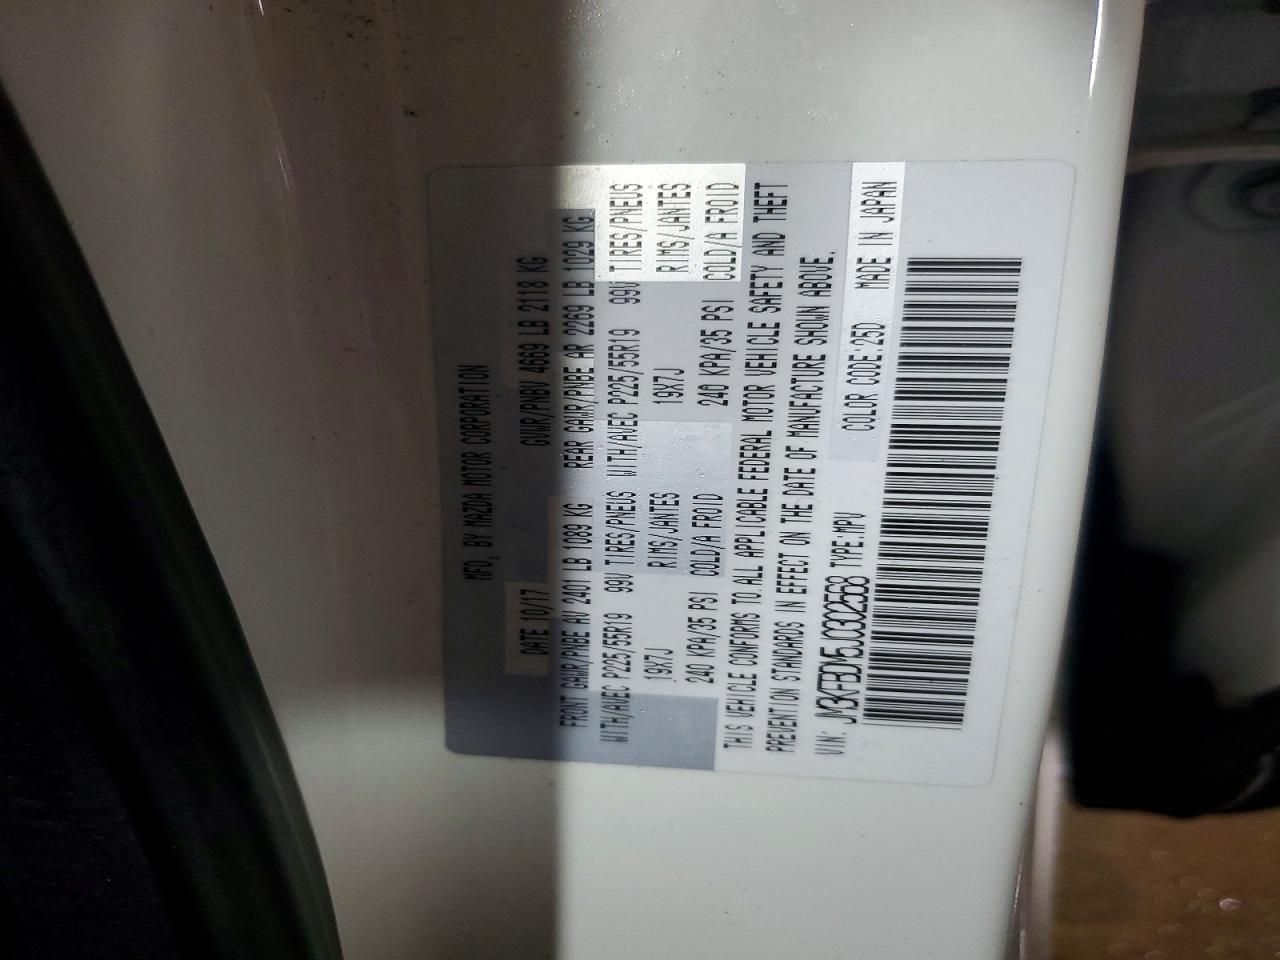 MFD. BY MAZDA MOTOR CORPORATION
DATE 10/17 GVWR/PNBV 4669 LB 2118 KG
FRONT GAWR/PNBE AV 2401 LB 1089 KG REAR GAWR/PNBE AR 2269 LB 1029 KG
WITH/AVEC P225/55R19 99V TIRES/PNEUS WITH/AVEC P225/55R19 99V TIRES/PNEUS
19X7J RIMS/JANTES 19X7J RIMS/JANTES
240 KPA/35 PSI COLD/A FROID 240 KPA/35 PSI COLD/A FROID
THIS VEHICLE CONFORMS TO ALL APPLICABLE FEDERAL MOTOR VEHICLE SAFETY AND THEFT
PREVENTION STANDARDS IN EFFECT ON THE DATE OF MANUFACTURE SHOWN ABOVE.
VIN: JM3KFBDY5J0302568 TYPE:MPV COLOR CODE:25D MADE IN JAPAN